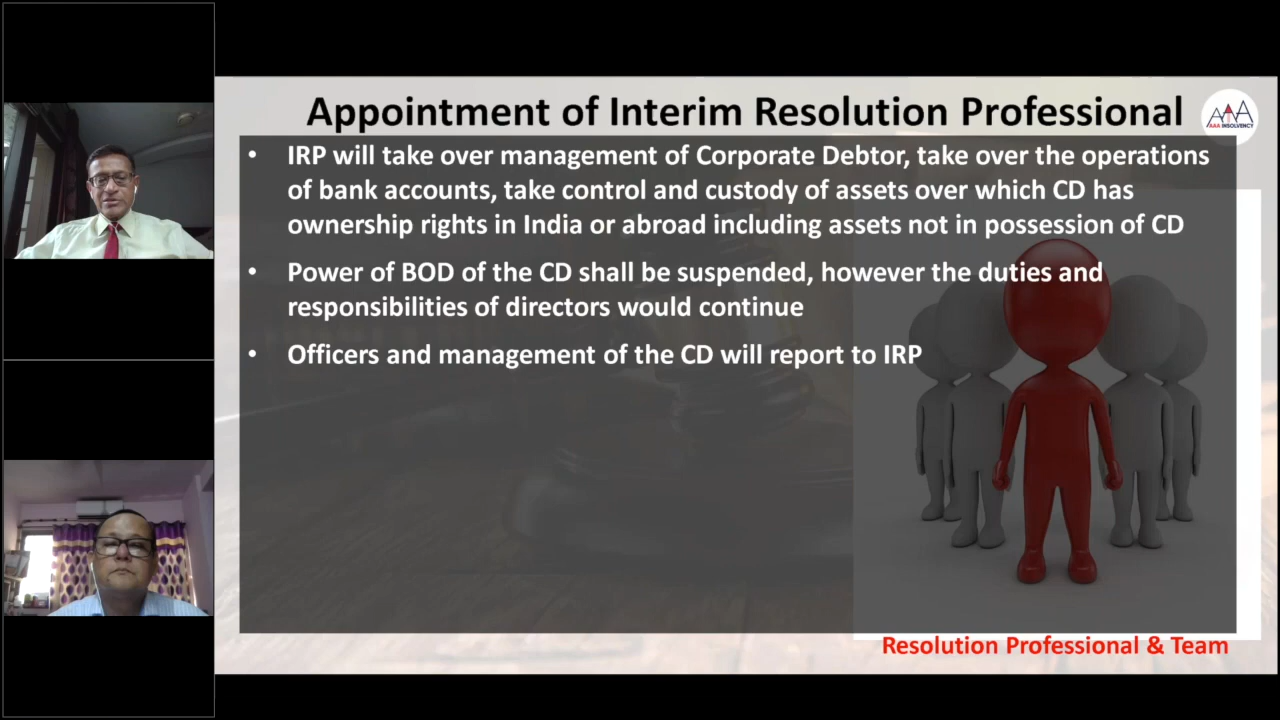 Appointment of Interim Resolution Professional
AAA INSOLVENCY
• IRP will take over management of Corporate Debtor, take over the operations
of bank accounts, take control and custody of assets over which CD has
ownership rights in India or abroad including assets not in possession of CD
• Power of BOD of the CD shall be suspended, however the duties and
responsibilities of directors would continue
• Officers and management of the CD will report to IRP
Resolution Professional & Team